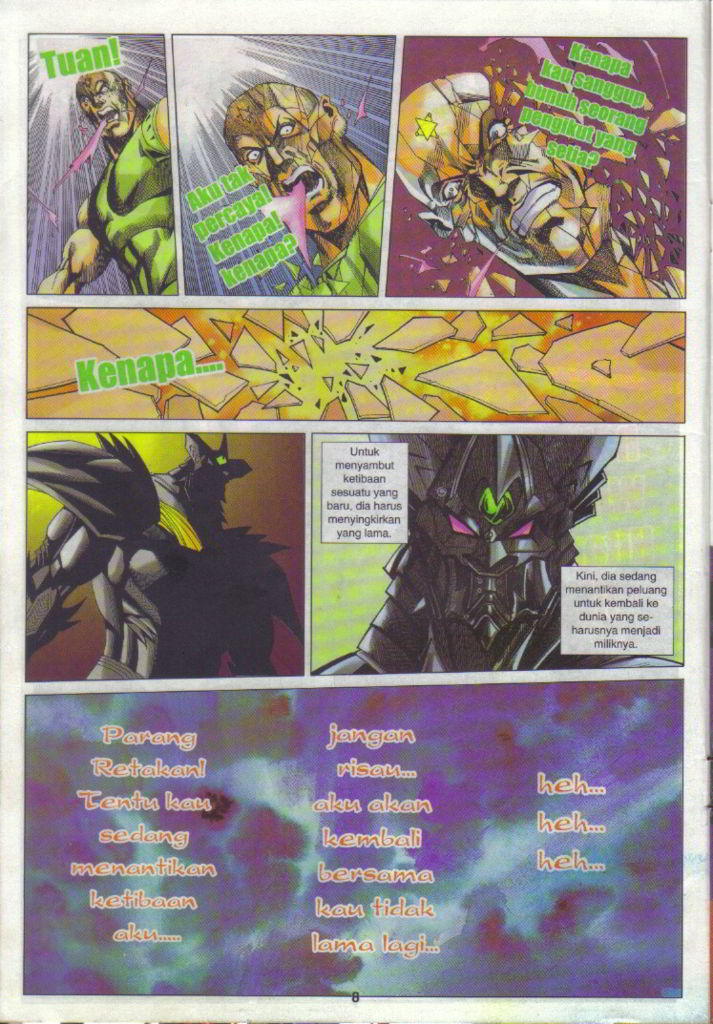 Tuan!
Aku tak
percaya!
Kenapa!
kenapa?
Kenapa
kau sanggup
bunuh seorang
pengikut yang
setia?
Kenapa....
Untuk
menyambut
ketibaan
sesuatu yang
baru, dia harus
menyingkirkan
yang lama.
Kini, dia sedang
menantikan peluang
untuk kembali ke
dunia yang se-
harusnya menjadi
miliknya.
Parang
Retakan!
Tentu kau
sedang
menantikan
ketibaan
aku.....
jangan
risau...
aku akan
kembali
bersama
kau tidak
lama lagi...
heh...
heh...
heh...
8